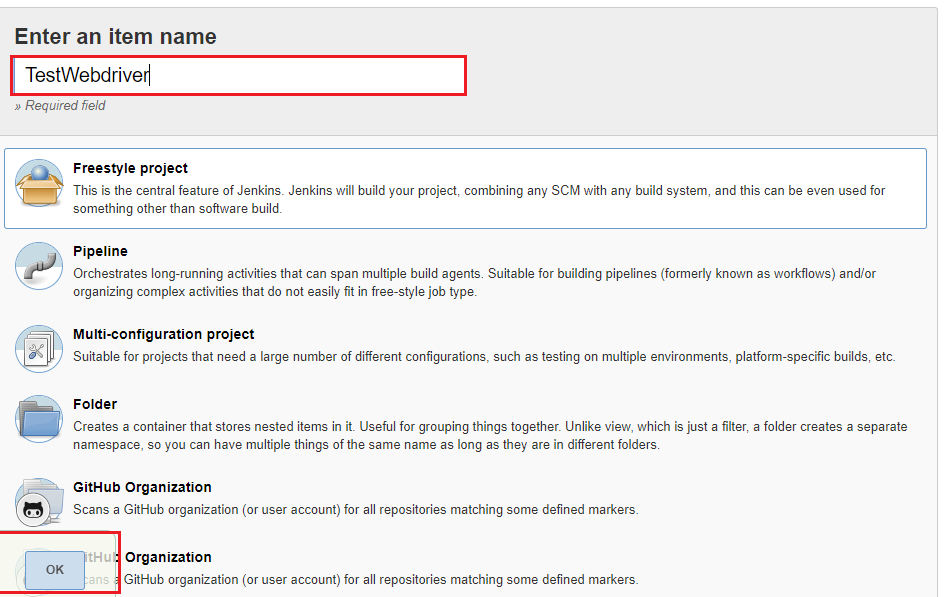 Enter an item name
TestWebdriver
» Required field
Freestyle project
This is the central feature of Jenkins. Jenkins will build your project, combining any SCM with any build system, and this can be even used for
something other than software build.
Pipeline
Orchestrates long-running activities that can span multiple build agents. Suitable for building pipelines (formerly known as workflows) and/or
organizing complex activities that do not easily fit in free-style job type.
Multi-configuration project
Suitable for projects that need a large number of different configurations, such as testing on multiple environments, platform-specific builds, etc.
Folder
Creates a container that stores nested items in it. Useful for grouping things together. Unlike view, which is just a filter, a folder creates a separate
namespace, so you can have multiple things of the same name as long as they are in different folders.
GitHub Organization
Scans a GitHub organization (or user account) for all repositories matching some defined markers.
GitHub Organization
OK
Scans a GitHub organization (or user account) for all repositories matching some defined markers.